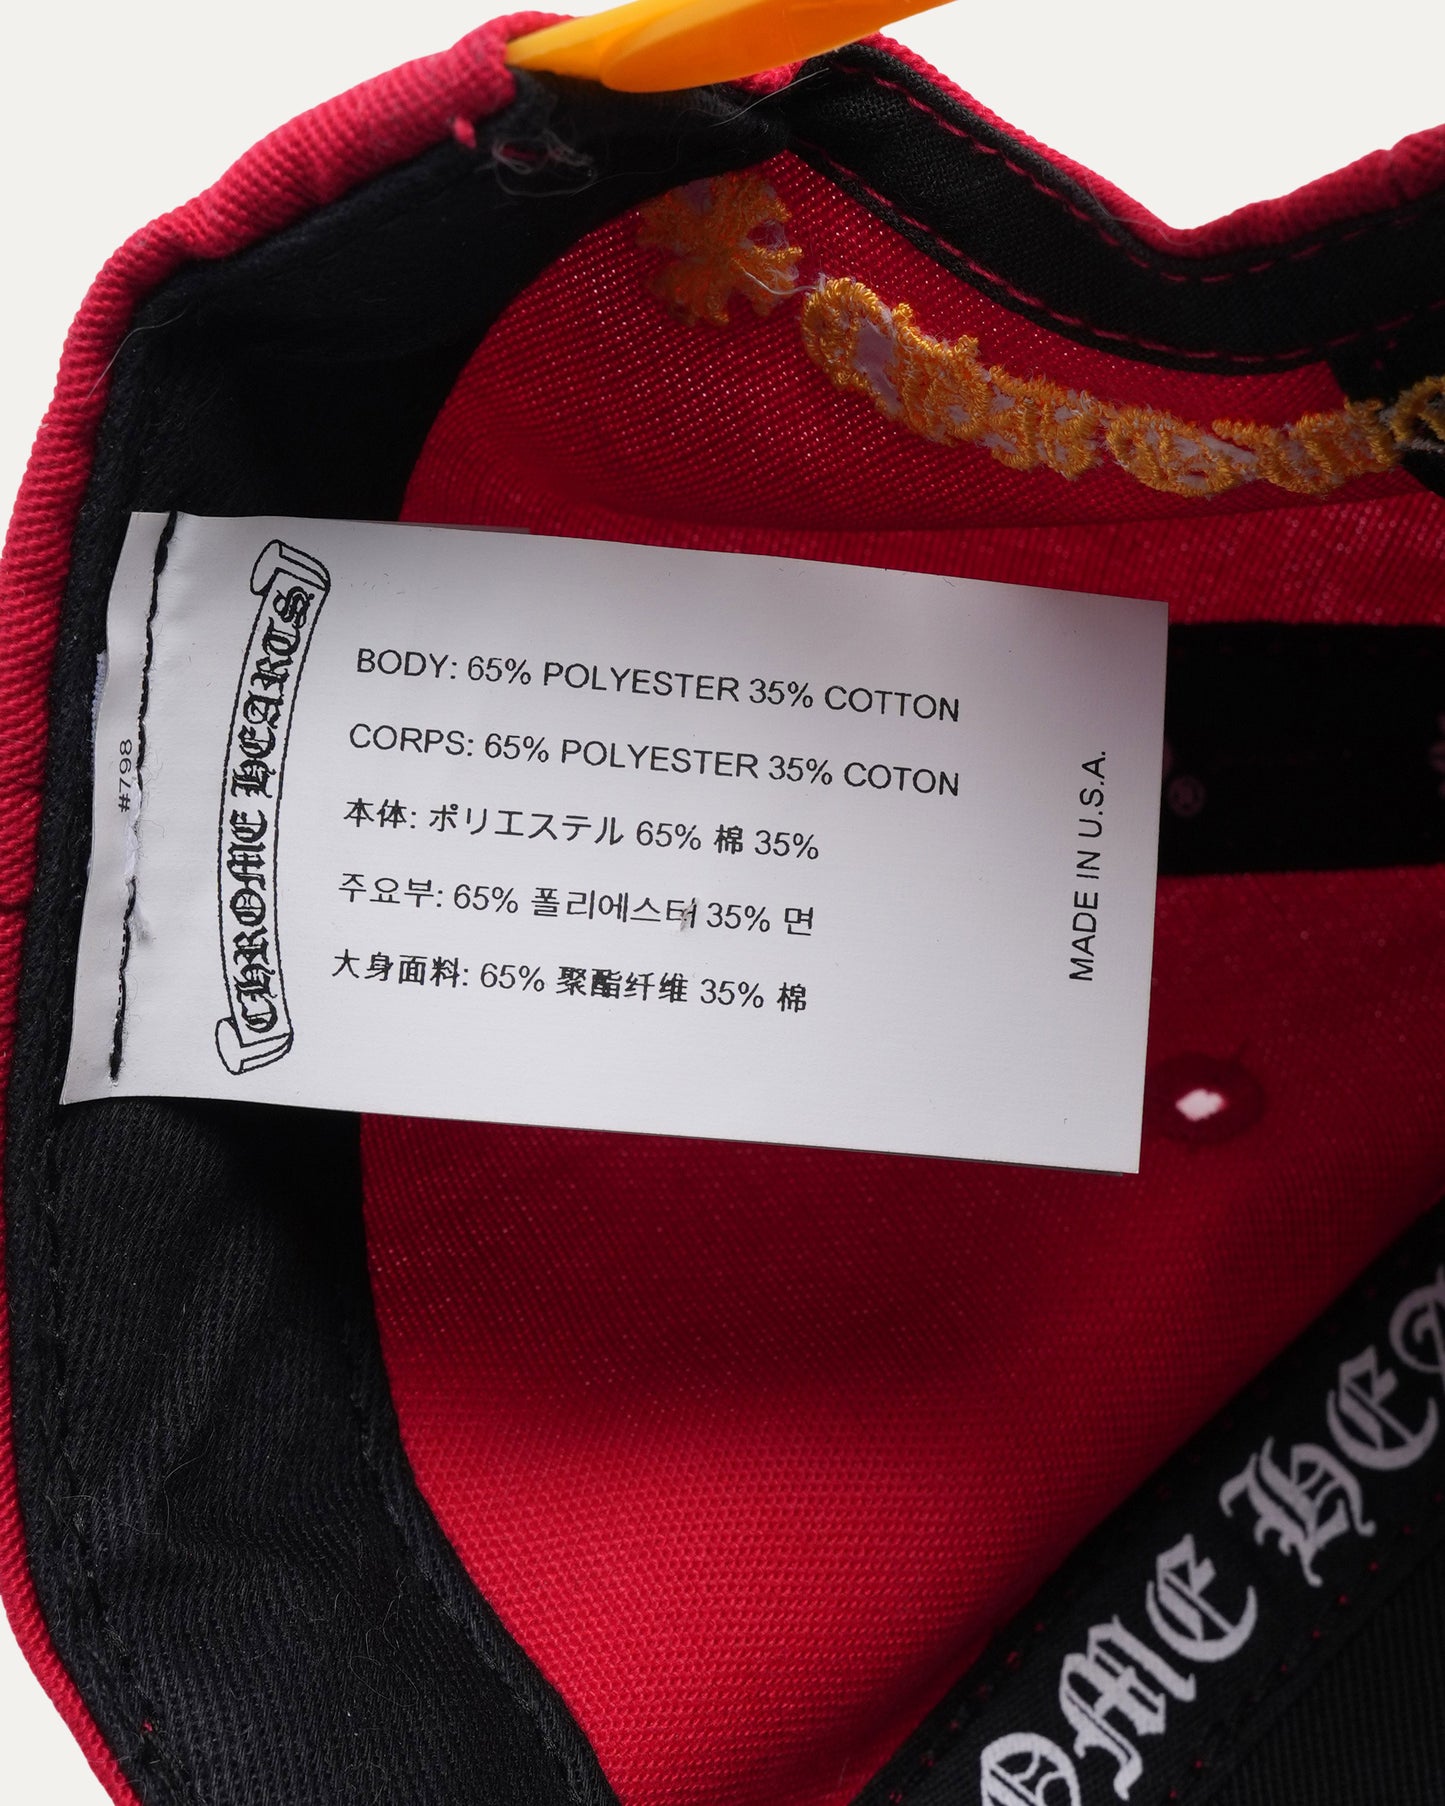 CHROME HEARTS
BODY: 65% POLYESTER 35% COTTON
CORPS: 65% POLYESTER 35% COTON
本体: ポリエステル 65% 棉 35%
주요부: 65% 폴리에스터 35% 면
大身面料: 65% 聚酯纤维 35% 棉
MADE IN U.S.A.
#798
®
OME HE